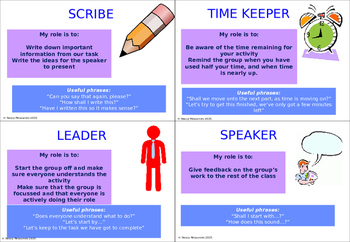 SCRIBE
My role is to:
Write down important
information from our task
Write the ideas for the speaker
to present
Useful phrases:
"Can you say that again, please?"
"How shall I write this?"
"Have I written this so it makes sense?"
TIME KEEPER
My role is to:
Be aware of the time remaining for
your activity
Remind the group when you have
used half your time, and when time
is nearly up.
Useful phrases:
"Shall we move onto the next part, as time is moving on?"
"Let's try to get this finished, we've only got a few minutes
left"
LEADER
My role is to:
Start the group off and make
sure everyone understands the
activity
Make sure that the group is
focussed and that everyone is
actively doing their role
Useful phrases:
"Does everyone understand what to do?"
"Let's start by..."
"Let's keep to the task we have got to complete"
SPEAKER
My role is to:
Give feedback on the group's
work to the rest of the class
Useful phrases:
"Shall I start with...?"
"How does this sound...?"